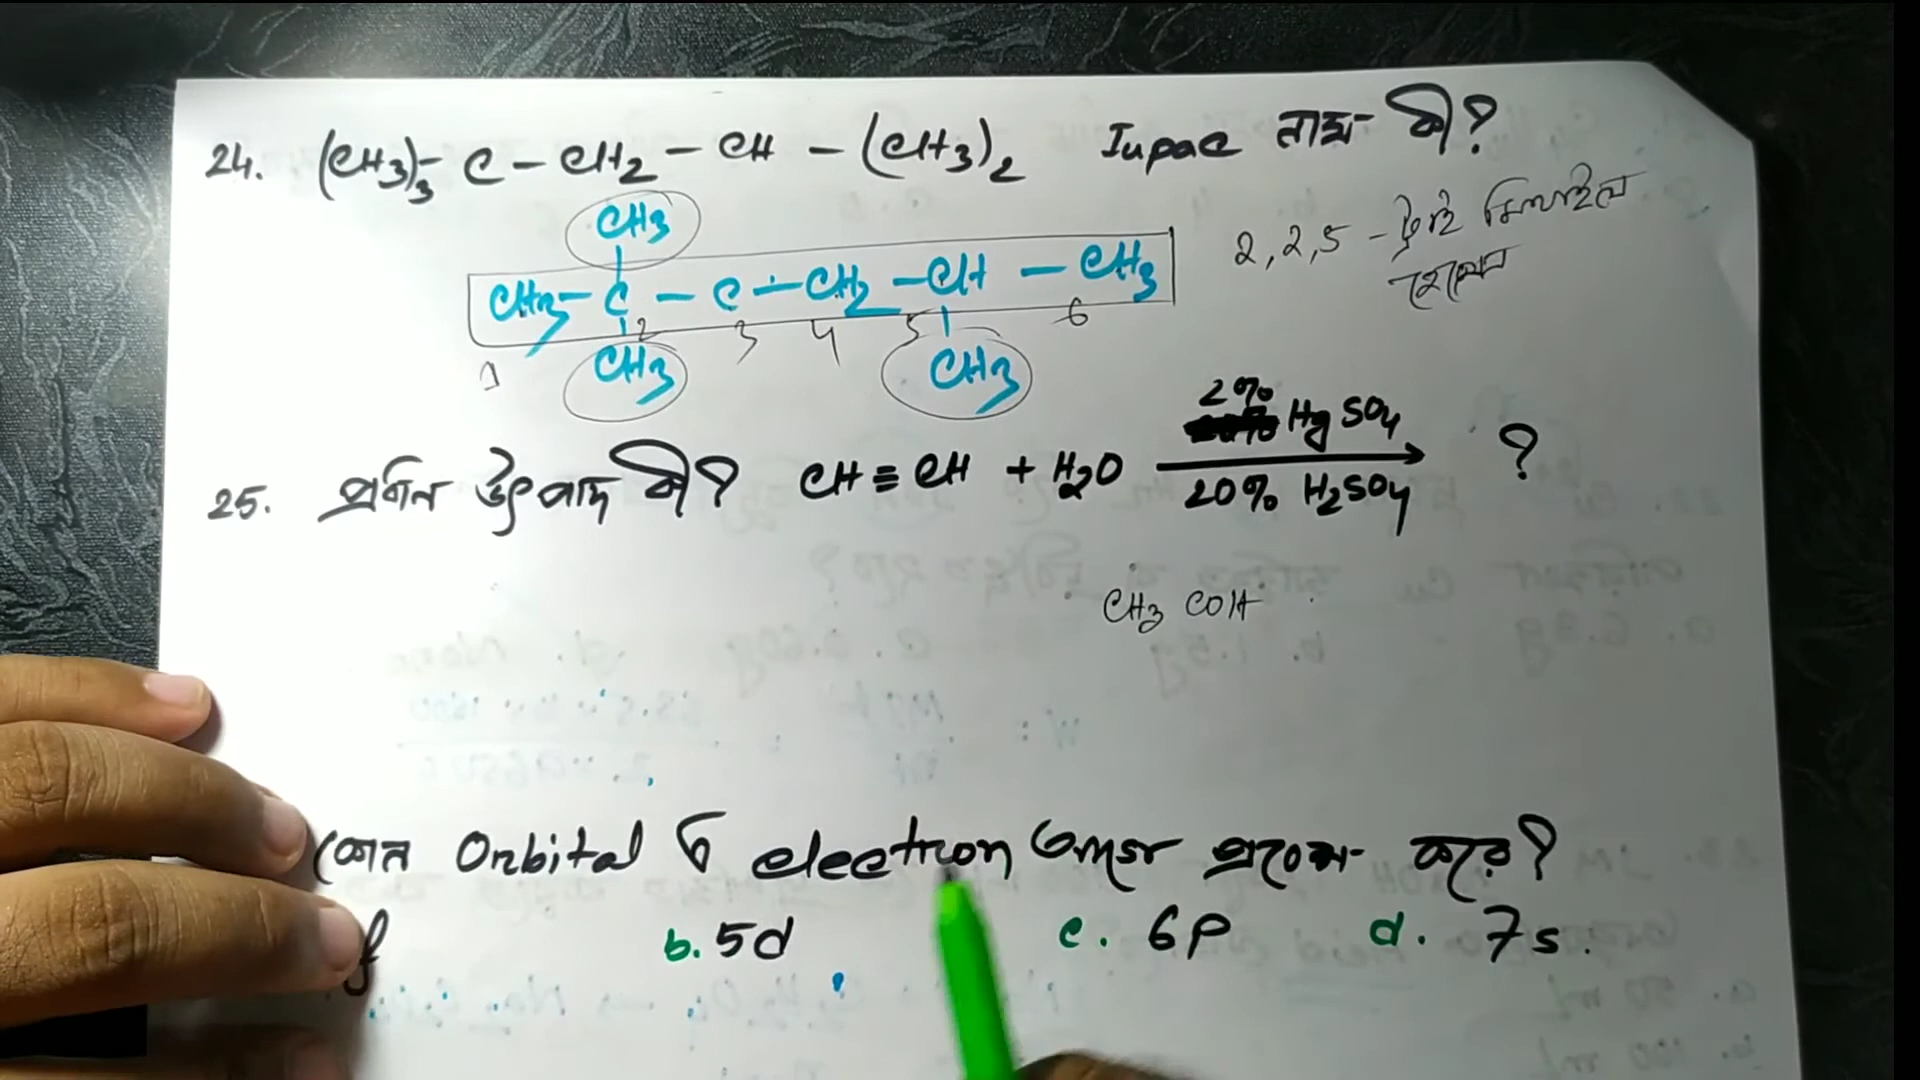 24. (CH3)3 - C - CH2 - CH - (CH3)2 Iupac নাম কী?
CH3
CH3 - C - C - CH2 - CH - CH3
1 2 3 4 5 6
CH3 CH3
2,2,5 - ট্রাই মিথাইল
হেক্সেন
25. প্রধান উৎপাদ কী? CH ≡ CH + H2O 2% HgSO4 20% H2SO4 ?
CH3 COH
কোন Orbital এ electron আগে প্রবেশ করে?
f b. 5d c. 6p d. 7s.